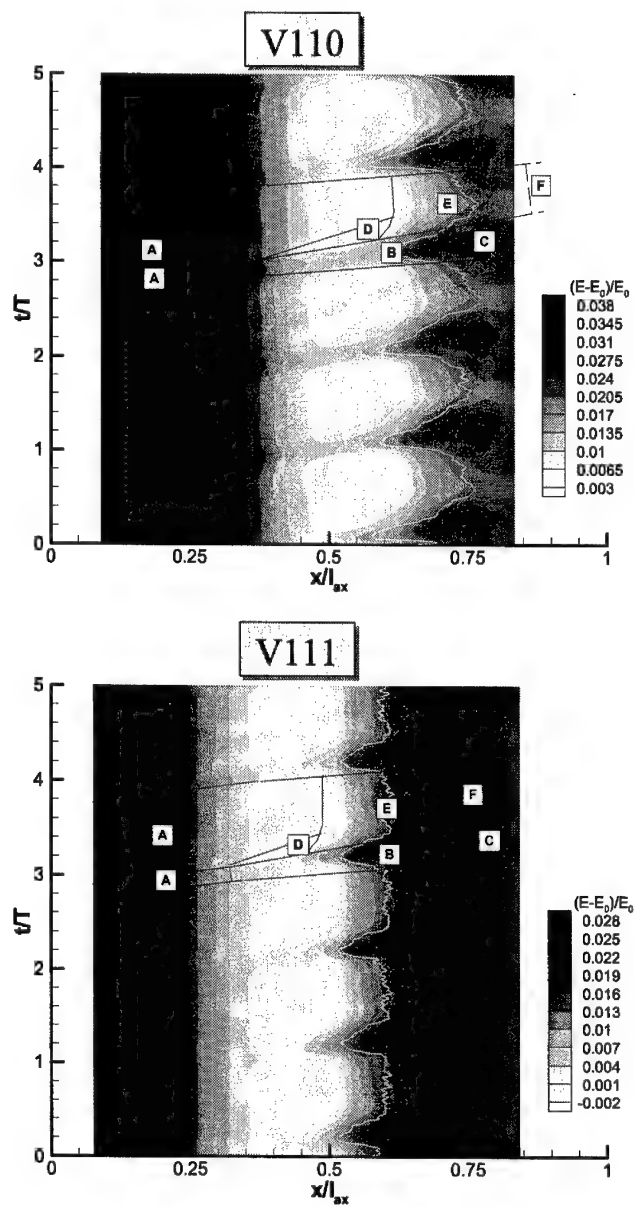 V110
5
4
3
2
1
0
t/T
0
0.25
0.5
0.75
1
x/lax
A
A
B
C
D
E
F
(E-E0)/E0
0.038
0.0345
0.031
0.0275
0.024
0.0205
0.017
0.0135
0.01
0.0065
0.003
V111
5
4
3
2
1
0
t/T
0
0.25
0.5
0.75
1
x/lax
A
A
B
C
D
E
F
(E-E0)/E0
0.028
0.025
0.022
0.019
0.016
0.013
0.01
0.007
0.004
0.001
-0.002